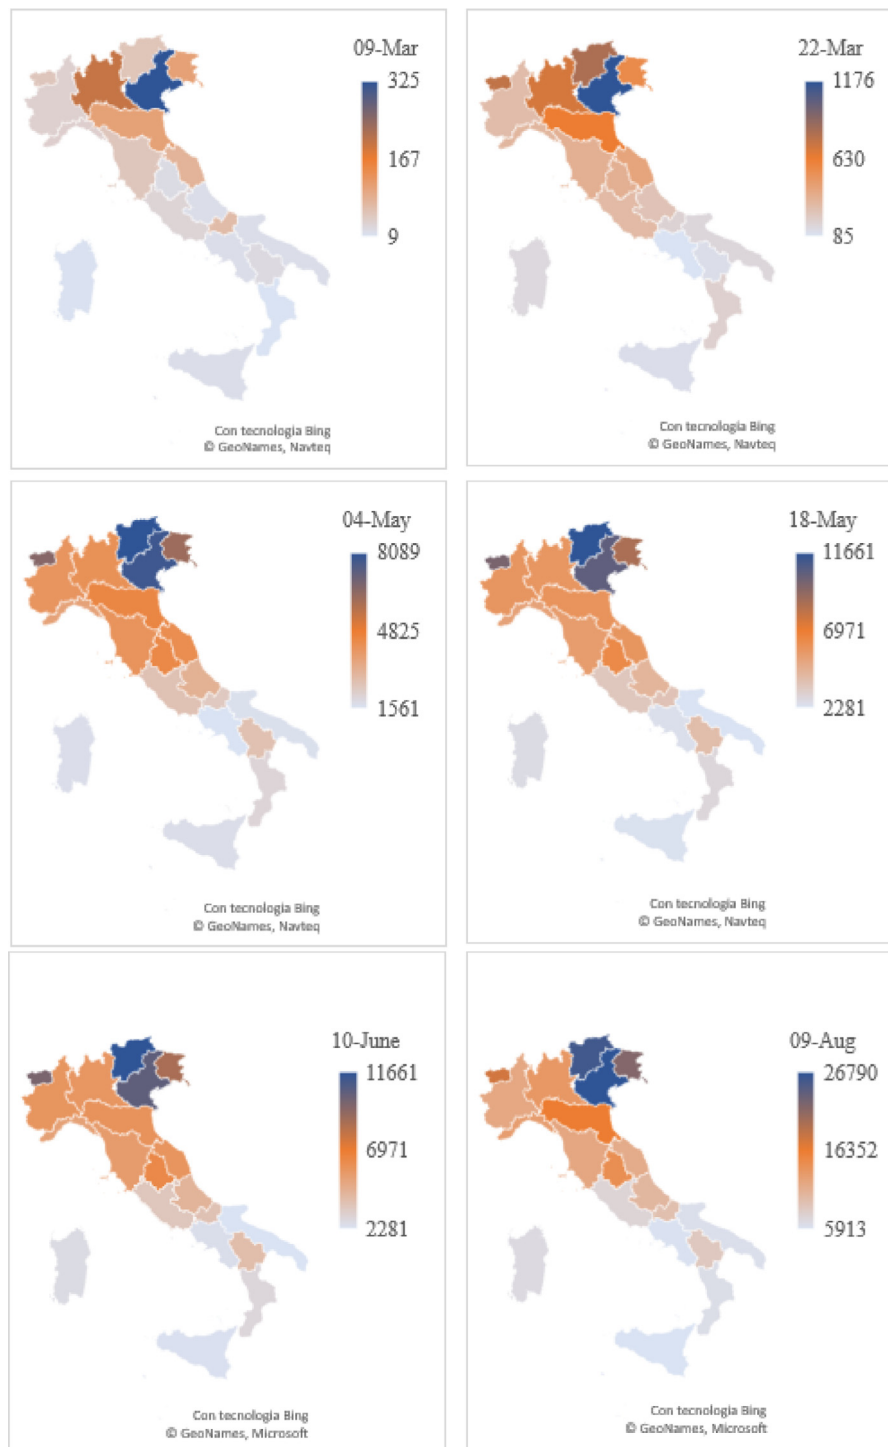 09-Mar
325
167
9
Con tecnologia Bing
© GeoNames, Navteq
22-Mar
1176
630
85
Con tecnologia Bing
© GeoNames, Navteq
04-May
8089
4825
1561
Con tecnologia Bing
© GeoNames, Navteq
18-May
11661
6971
2281
Con tecnologia Bing
© GeoNames, Navteq
10-June
11661
6971
2281
Con tecnologia Bing
© GeoNames, Microsoft
09-Aug
26790
16352
5913
Con tecnologia Bing
© GeoNames, Microsoft